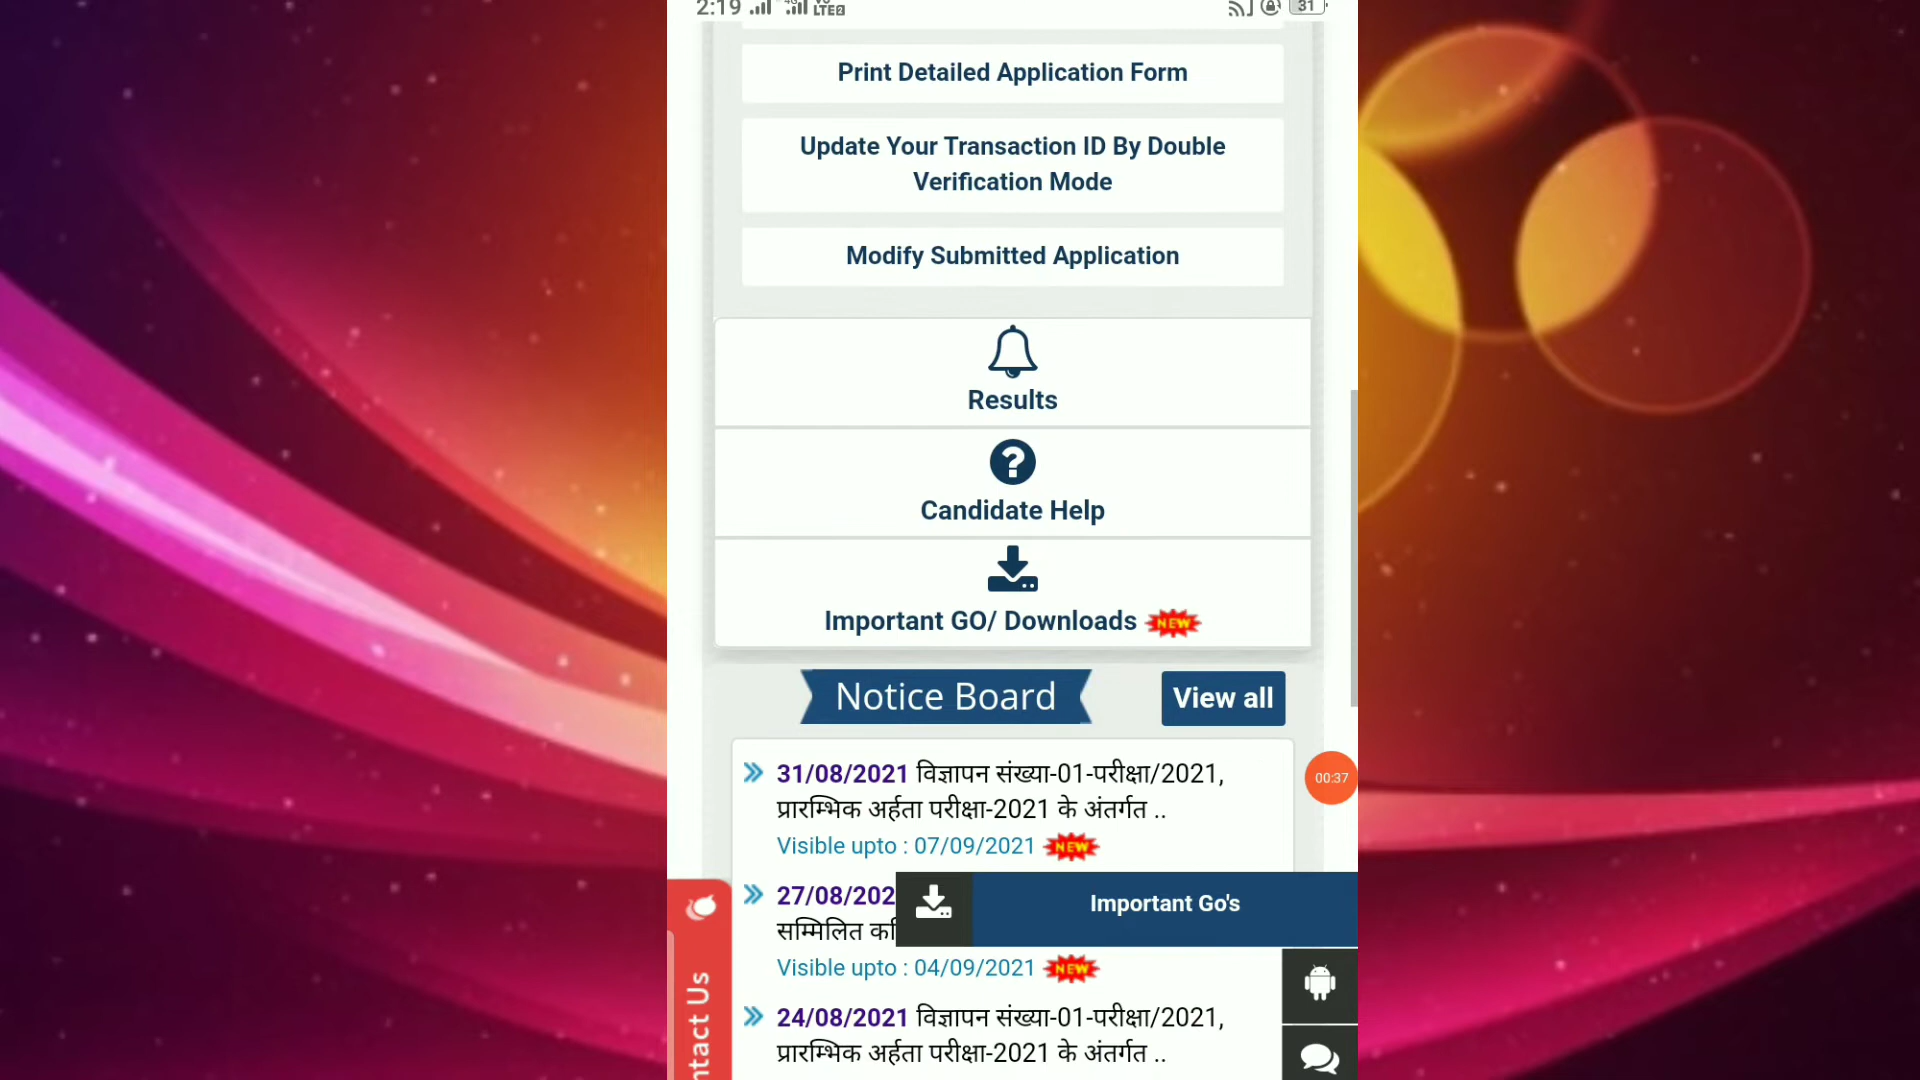 2:19 LTE2 31
Print Detailed Application Form
Update Your Transaction ID By Double
Verification Mode
Modify Submitted Application
Results
Candidate Help
Important GO/ Downloads NEW
Notice Board View all
31/08/2021 विज्ञापन संख्या-01-परीक्षा/2021,
प्रारम्भिक अर्हता परीक्षा-2021 के अंतर्गत ..
Visible upto : 07/09/2021 NEW
00:37
27/08/202
सम्मिलित
Important Go's
Visible upto : 04/09/2021 NEW
24/08/2021 विज्ञापन संख्या-01-परीक्षा/2021,
प्रारम्भिक अर्हता परीक्षा-2021 के अंतर्गत ..
ntact Us